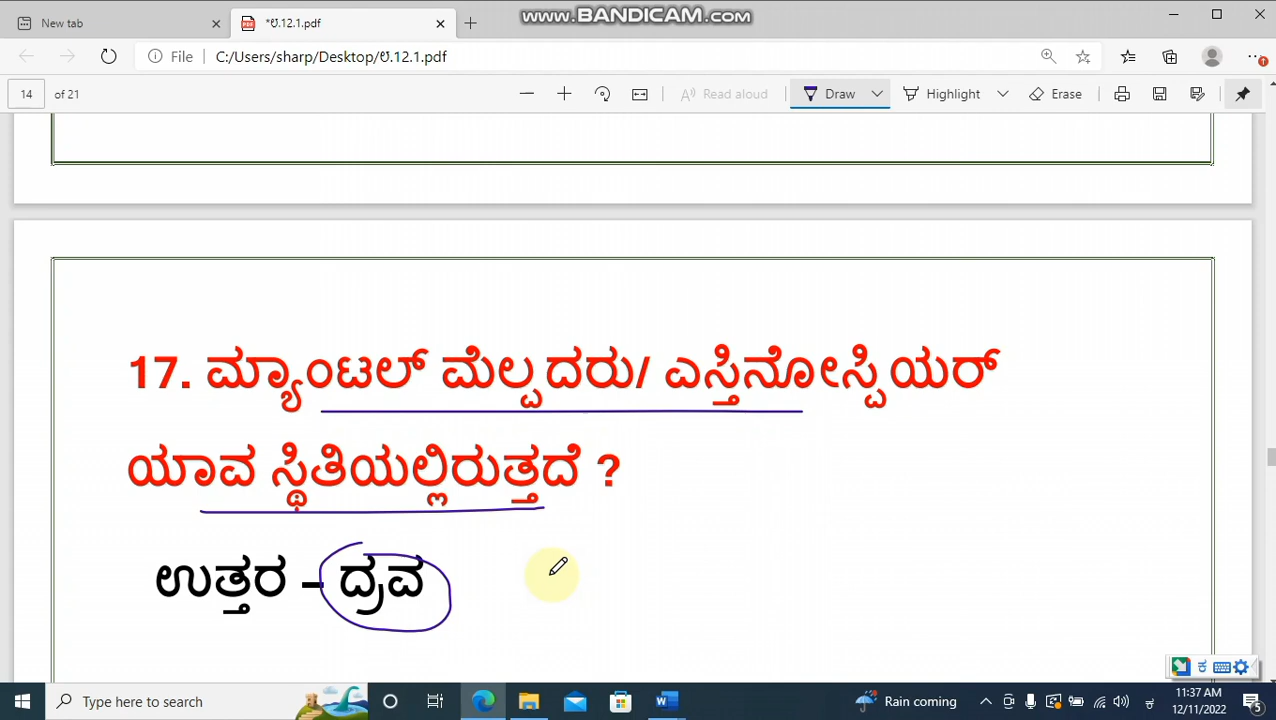 www.BANDICAM.com
New tab
*ಅ.12.1.pdf
File C:/Users/sharp/Desktop/ಅ.12.1.pdf
14 of 21
Read aloud
Draw
Highlight
Erase
17. ಮ್ಯಾಂಟಲ್ ಮೆಲ್ಪದರು/ ಎಸ್ತಿನೋಸ್ಪಿಯರ್
ಯಾವ ಸ್ಥಿತಿಯಲ್ಲಿರುತ್ತದೆ ?
ಉತ್ತರ – ದ್ರವ
Type here to search
Rain coming
11:37 AM
12/11/2022
5